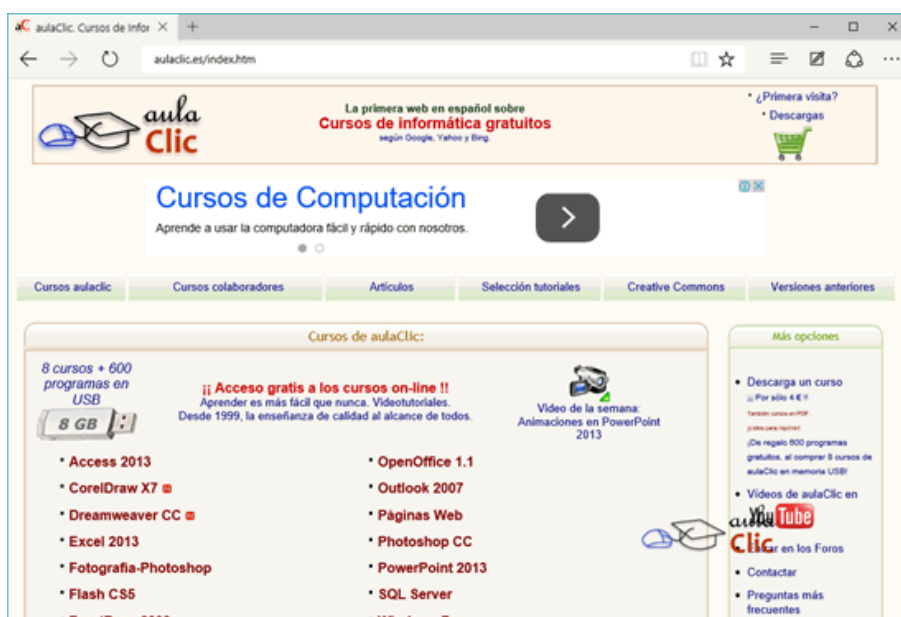 aC aulaClic. Cursos de Infor
aulaclic.es/index.htm
aula
Clic
La primera web en español sobre
Cursos de informática gratuitos
según Google, Yahoo y Bing.
¿Primera visita?
Descargas
Cursos de Computación
Aprende a usar la computadora fácil y rápido con nosotros.
Cursos aulaclic
Cursos colaboradores
Artículos
Selección tutoriales
Creative Commons
Versiones anteriores
Cursos de aulaClic:
8 cursos + 600
programas en
USB
8 GB
¡¡ Acceso gratis a los cursos on-line !!
Aprender es más fácil que nunca. Videotutoriales.
Desde 1999, la enseñanza de calidad al alcance de todos.
Video de la semana:
Animaciones en PowerPoint
2013
Access 2013
CorelDraw X7
Dreamweaver CC
Excel 2013
Fotografia-Photoshop
Flash CS5
OpenOffice 1.1
Outlook 2007
Páginas Web
Photoshop CC
PowerPoint 2013
SQL Server
Más opciones
Descarga un curso
¡¡ Por sólo 4 € !!
También cursos en PDF
¡De regalo 600 programas
gratuitos, al comprar 8 cursos de
aulaClic en memoria USB!
Vídeos de aulaClic en
YouTube
aula
Clic
en los Foros
Contactar
Preguntas más
frecuentes